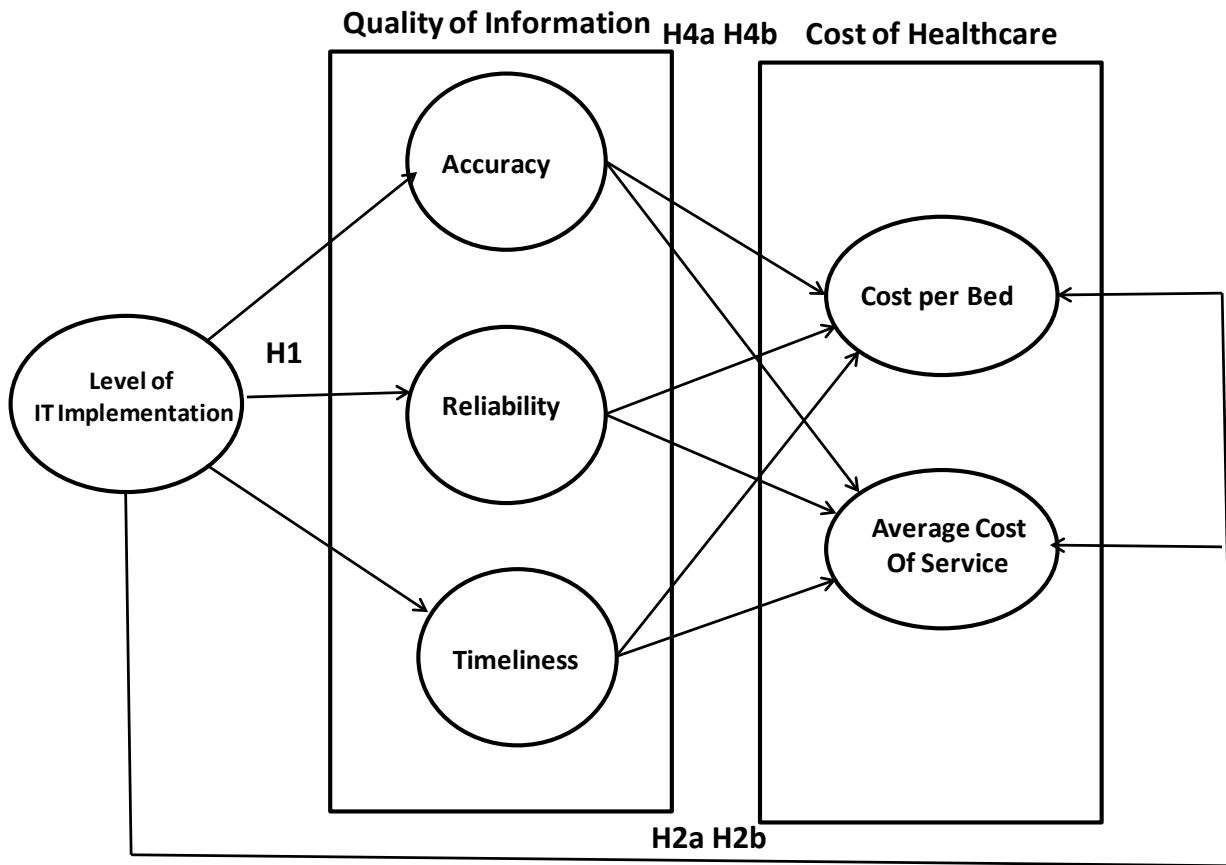 Quality of Information
H4a H4b
Cost of Healthcare
Accuracy
Cost per Bed
H1
Level of
IT Implementation
Reliability
Average Cost
Of Service
Timeliness
H2a H2b